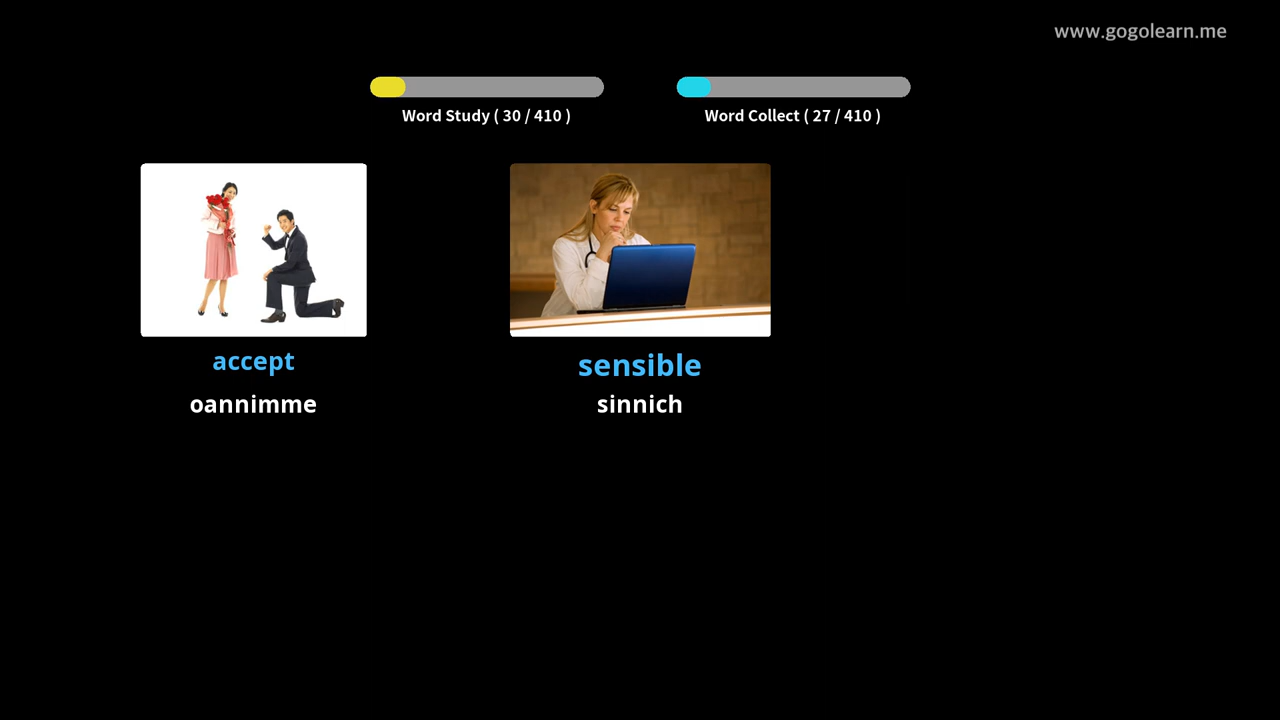 www.gogolearn.me
Word Study ( 30 / 410 )
Word Collect ( 27 / 410 )
accept
oannimme
sensible
sinnich